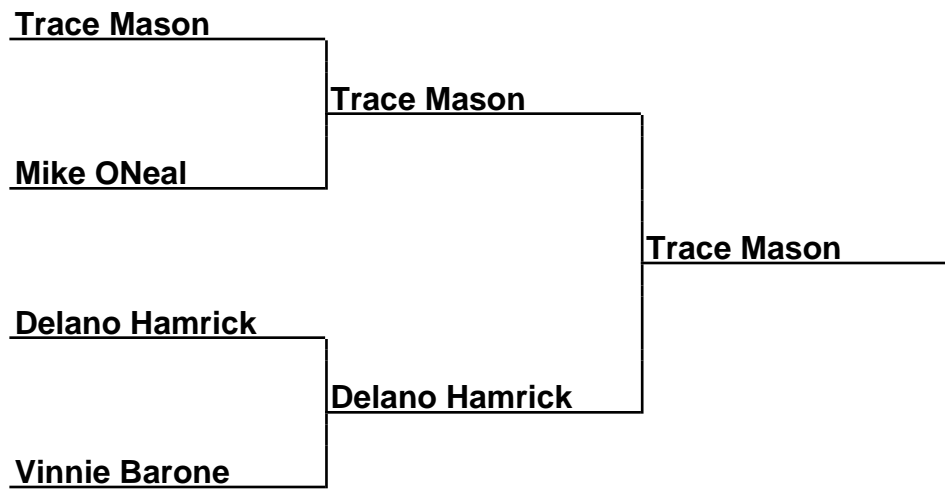 Trace Mason
Trace Mason
Mike ONeal
Trace Mason
Delano Hamrick
Delano Hamrick
Vinnie Barone